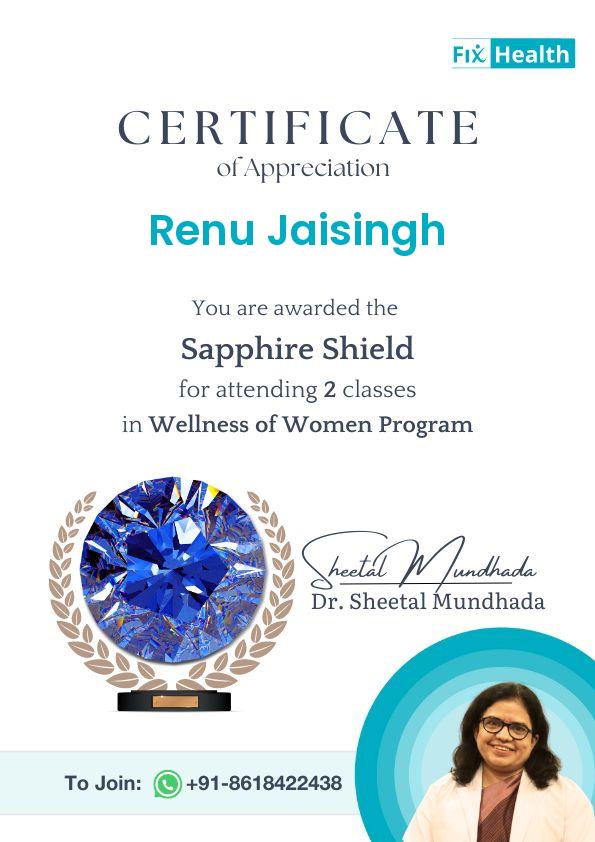 Fix Health
CERTIFICATE
of Appreciation
Renu Jaisingh
You are awarded the
Sapphire Shield
for attending 2 classes
in Wellness of Women Program
Sheetal Mundhada
Dr. Sheetal Mundhada
To Join: +91-8618422438